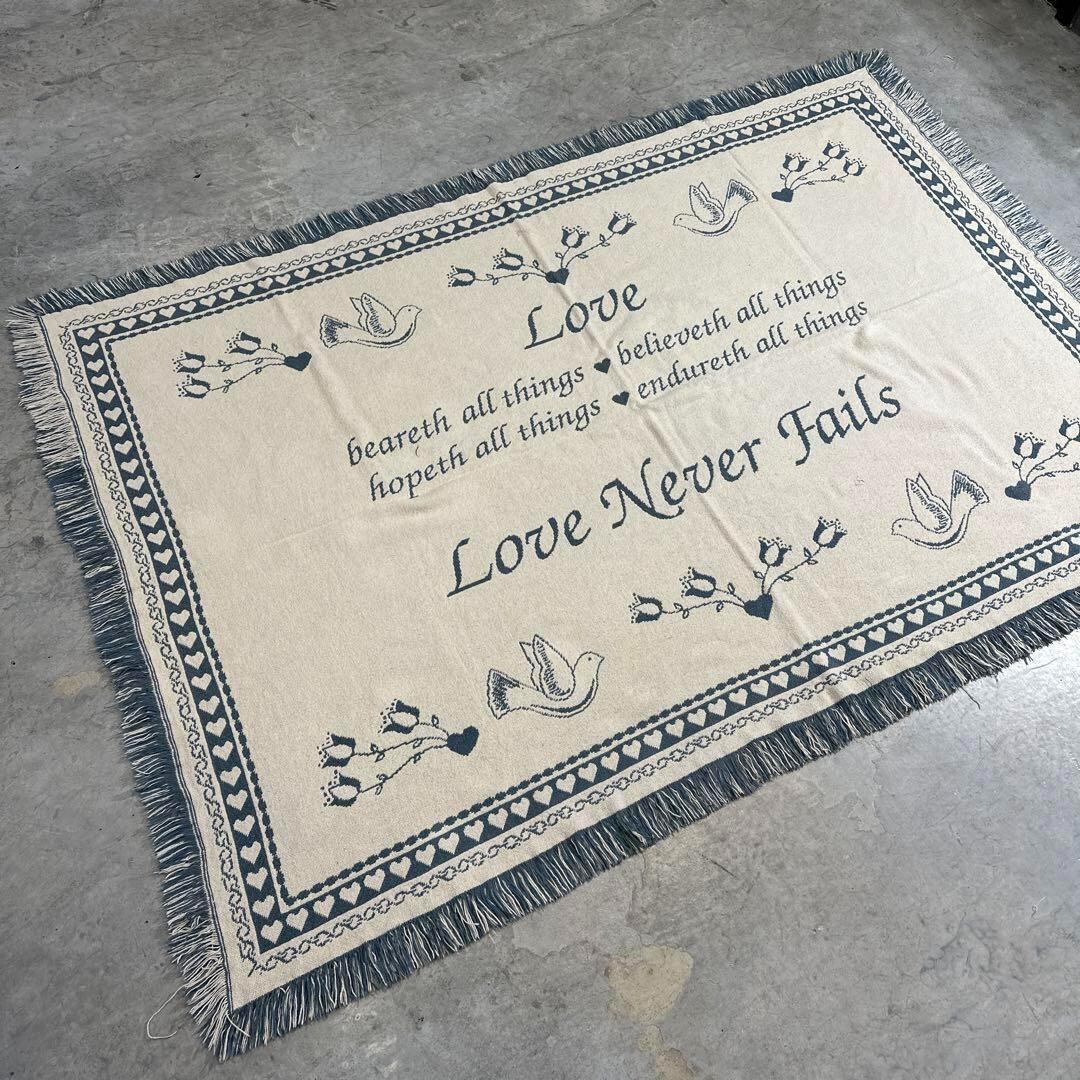 Love
beareth all things ♥ believeth all things
hopeth all things ♥ endureth all things
Love Never Fails